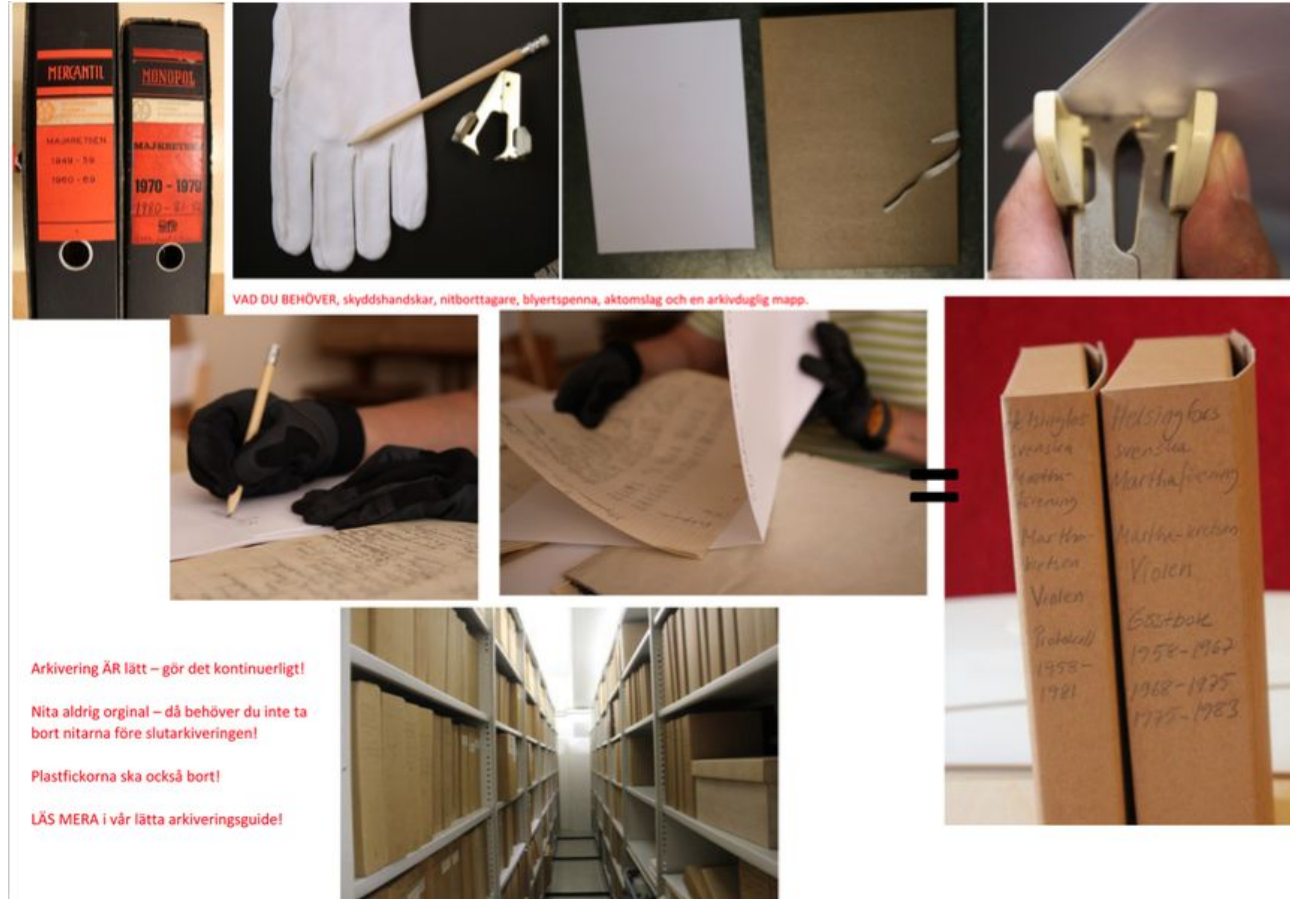 MERCANTIL
MAJKRETSEN
1949 - 59
1960 - 69
MONOPOL
MAJKRETSEN
1970 - 1979
VAD DU BEHÖVER, skyddshandskar, nitborttagare, blyertspenna, aktomslag och en arkivduglig mapp.
=
Helsingfors
svenska
Martha-
förening
Martha-
kretsen
Violen
Protokoll
1958-
1981
Helsingfors
svenska
Marthaförening
Martha-kretsen
Violen
Gästbok
1958-1967
1968-1975
1975-1983
Arkivering ÄR lätt – gör det kontinuerligt!
Nita aldrig orginal – då behöver du inte ta
bort nitarna före slutarkiveringen!
Plastfickorna ska också bort!
LÄS MERA i vår lätta arkiveringsguide!